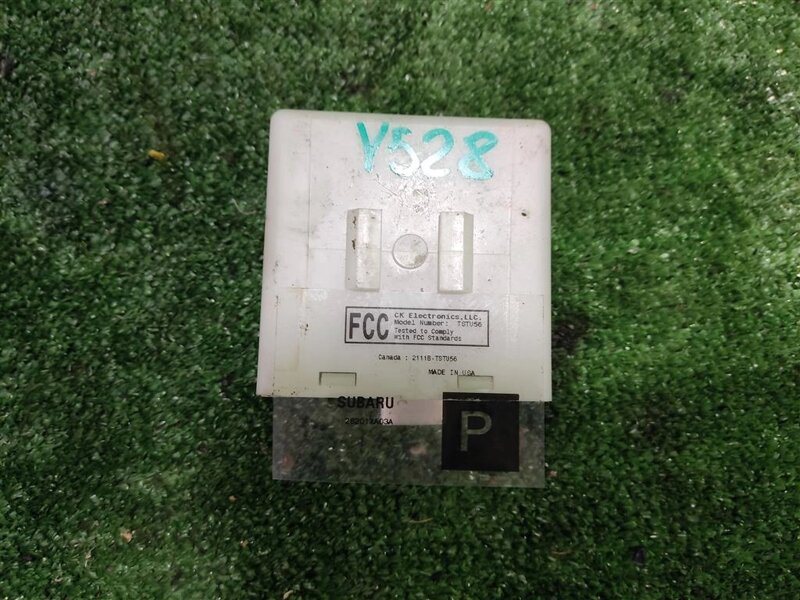 Y528
FCC
CK Electronics,LLC.
Model Number: TSTU56
Tested to Comply
With FCC Standards
Canada : 2111B-TSTU56
MADE IN USA
SUBARU
P